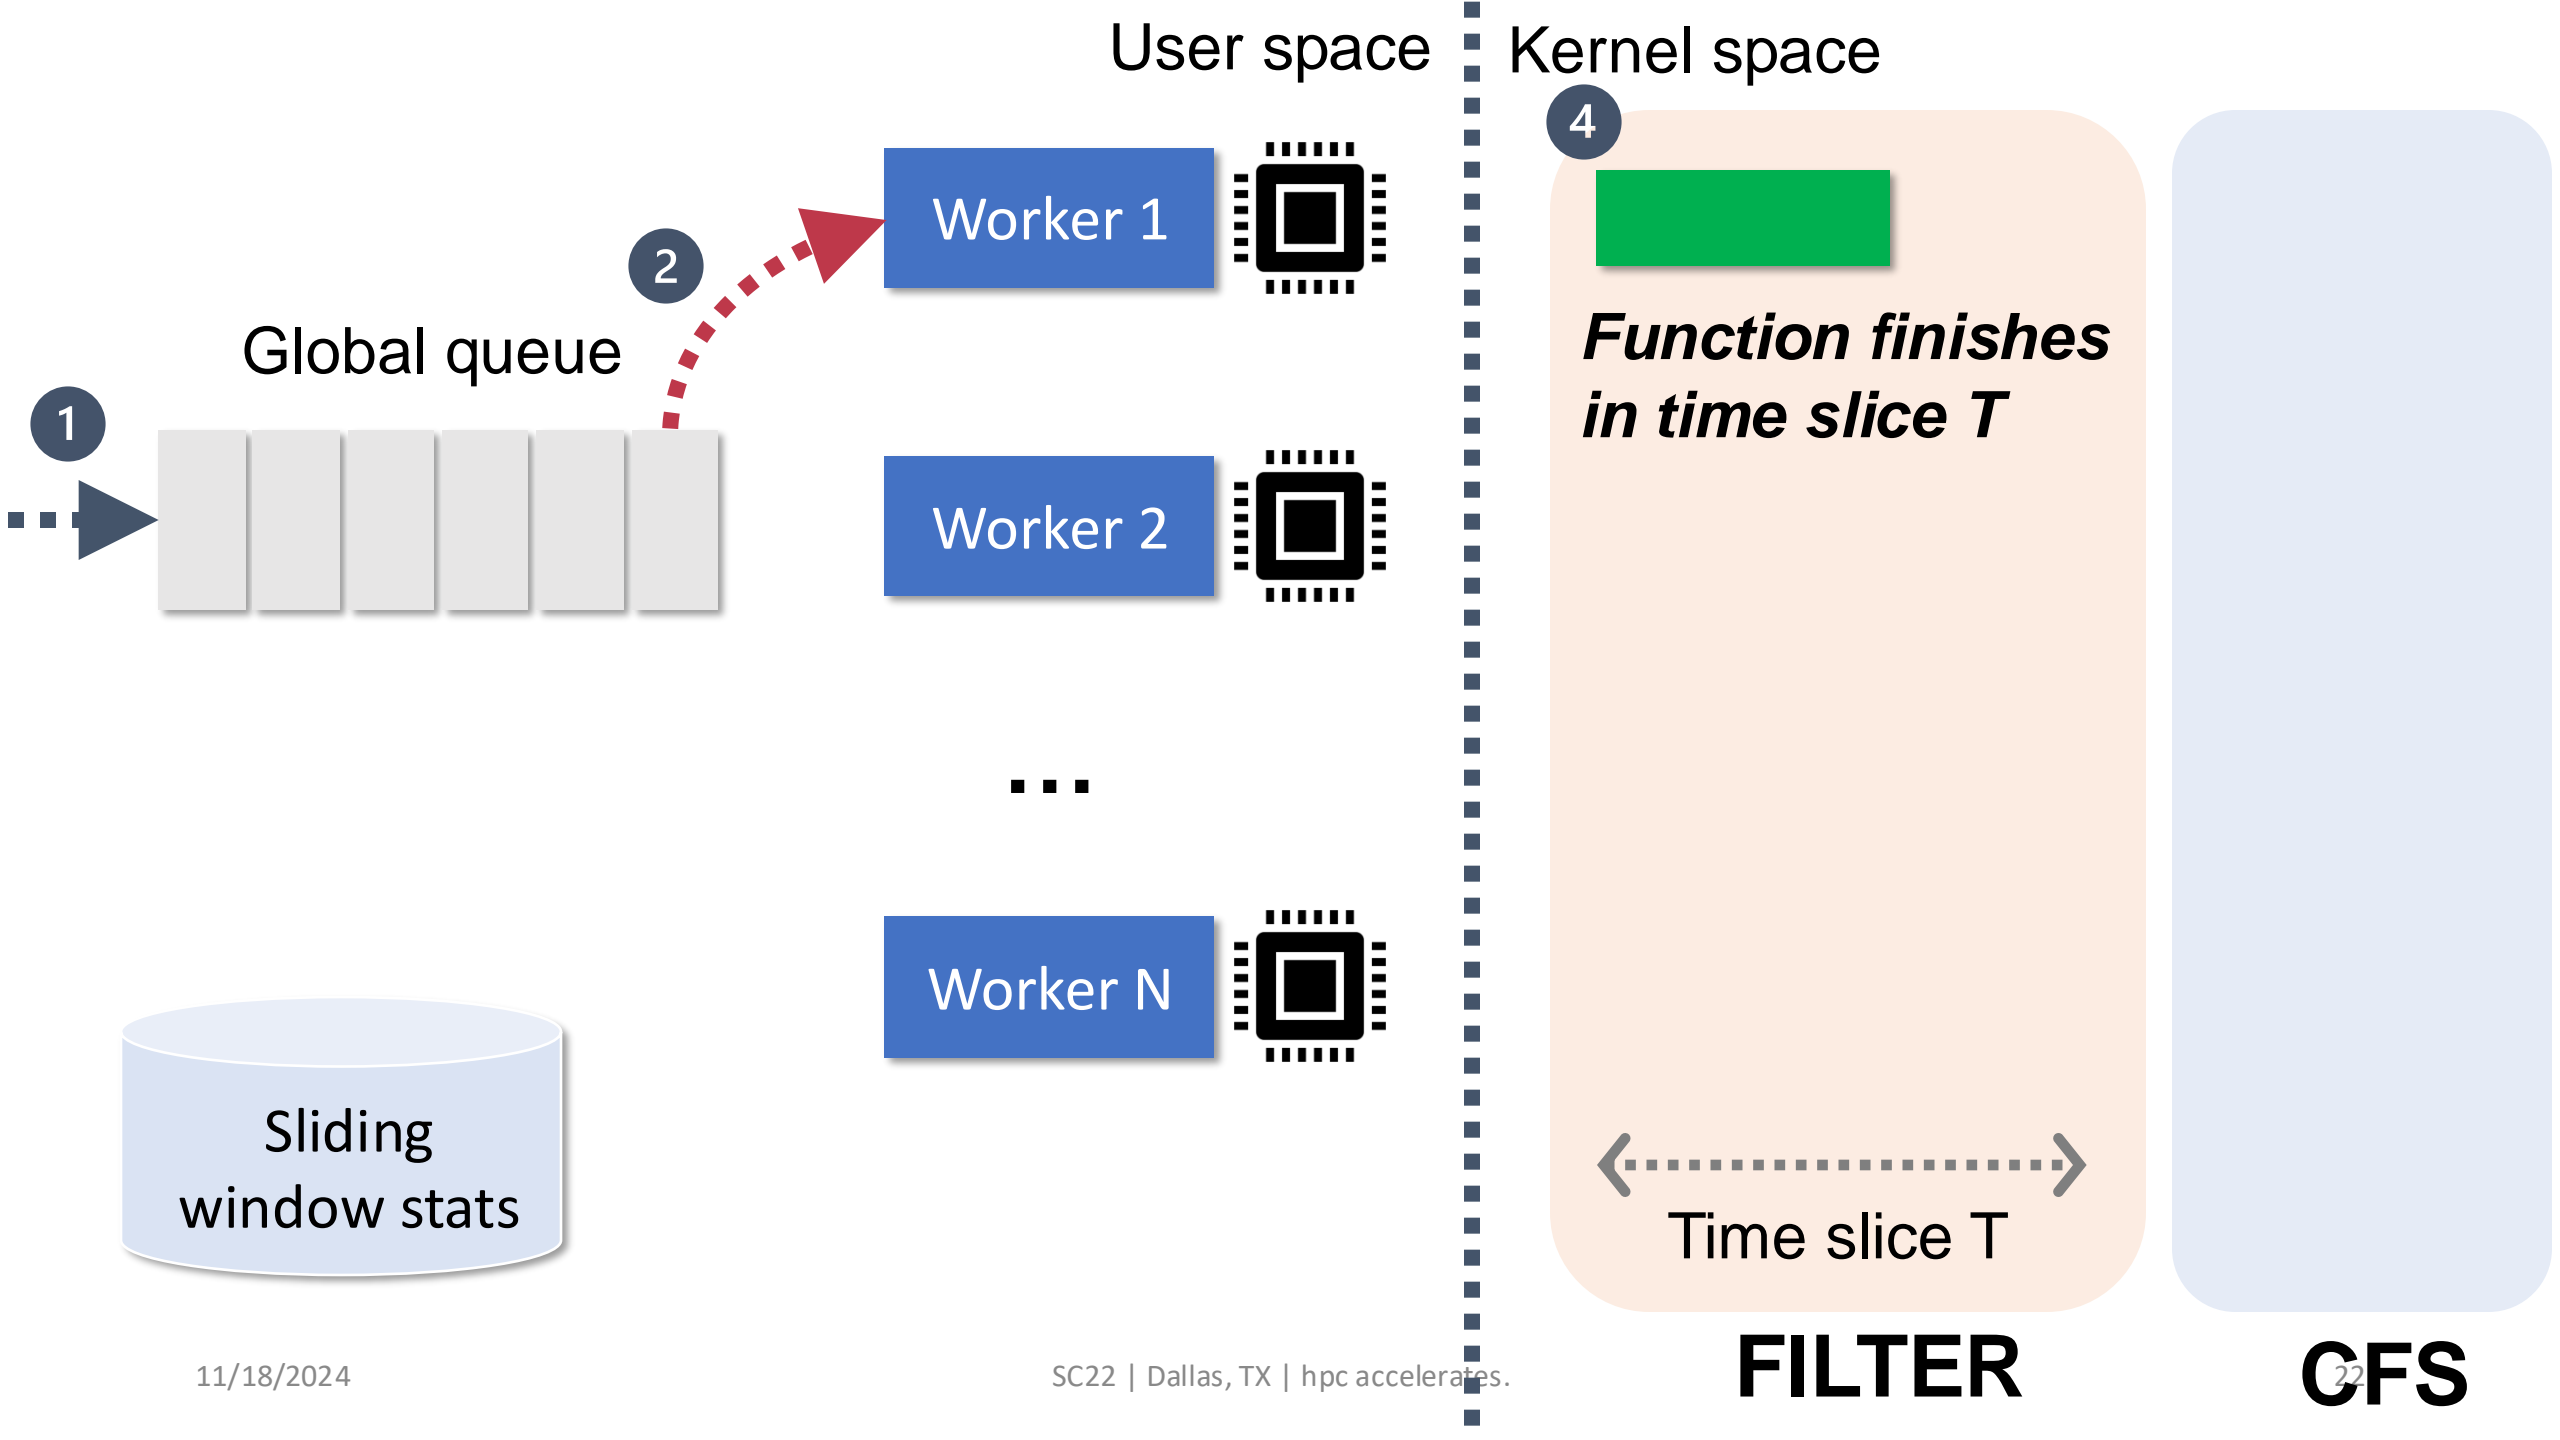 User space
Kernel space
4
Worker 1
2
Function finishes
in time slice T
Global queue
1
Worker 2
...
Worker N
Sliding
window stats
Time slice T
FILTER
CFS
11/18/2024
SC22 | Dallas, TX | hpc accelerates.
22